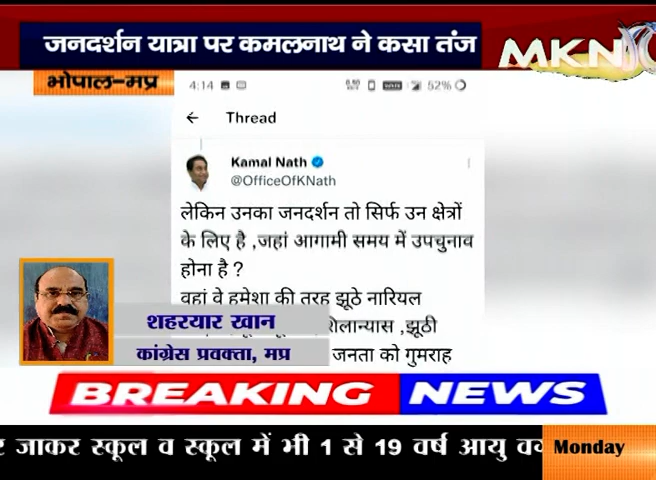 जनदर्शन यात्रा पर कमलनाथ ने कसा तंज
MKN
भोपाल-मप्र
4:14
52%
Thread
Kamal Nath
@OfficeOfKNath
लेकिन उनका जनदर्शन तो सिर्फ उन क्षेत्रों
के लिए है ,जहां आगामी समय में उपचुनाव
होना है ?
वहां वे हमेशा की तरह झूठे नारियल
शिलान्यास ,झूठी
जनता को गुमराह
शहरयार खान
कांग्रेस प्रवक्ता, मप्र
BREAKING NEWS
जाकर स्कूल व स्कूल में भी 1 से 19 वर्ष आयु
Monday